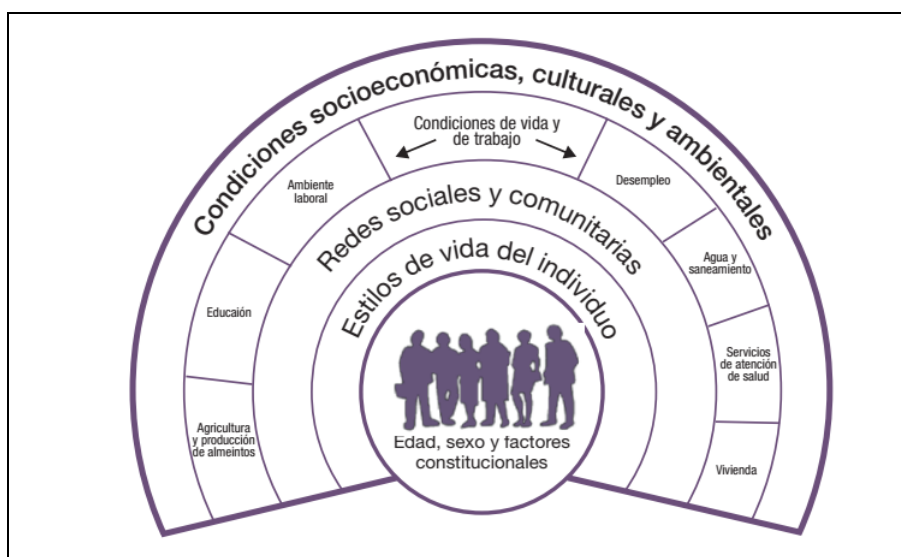 Condiciones socioeconómicas, culturales y ambientales
Condiciones de vida y
de trabajo
Ambiente
laboral
Desempleo
Redes sociales y comunitarias
Agua y
saneamiento
Estilos de vida del individuo
Educaión
Servicios
de atención
de salud
Agricultura
y producción
de almeintos
Edad, sexo y factores
constitucionales
Vivienda